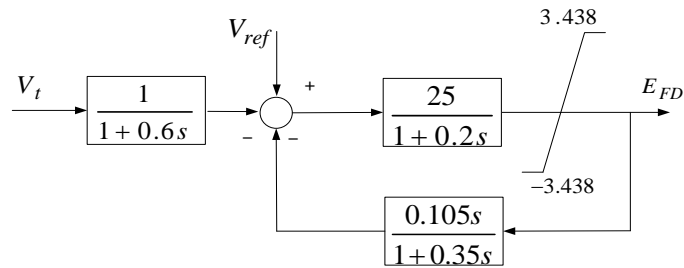 3.438
V_ref
V_t
+
E_FD
1
1+0.6s
25
1+0.2s
−
−
−3.438
0.105s
1+0.35s